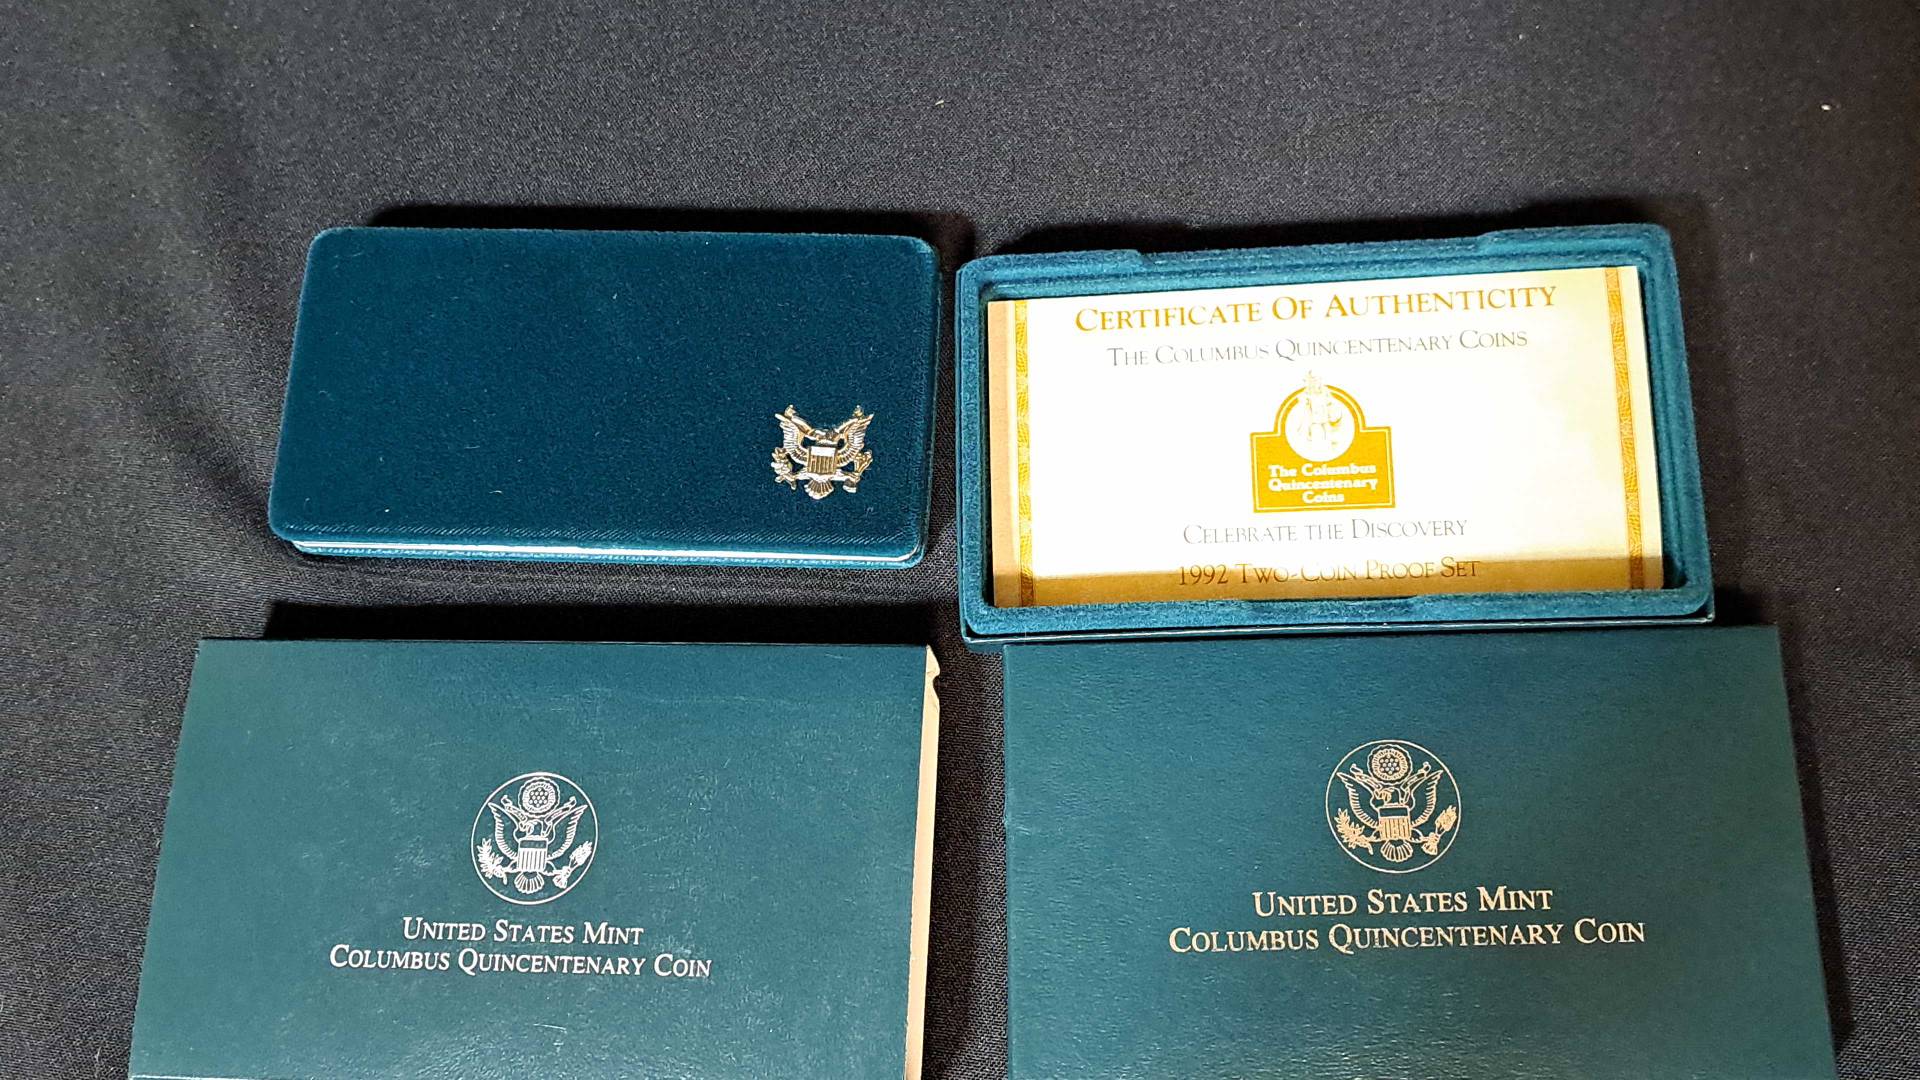 CERTIFICATE OF AUTHENTICITY
THE COLUMBUS QUINCENTENARY COINS
The Columbus
Quincentenary
Coins
CELEBRATE THE DISCOVERY
1992 TWO-COIN PROOF SET
UNITED STATES MINT
COLUMBUS QUINCENTENARY COIN
UNITED STATES MINT
COLUMBUS QUINCENTENARY COIN